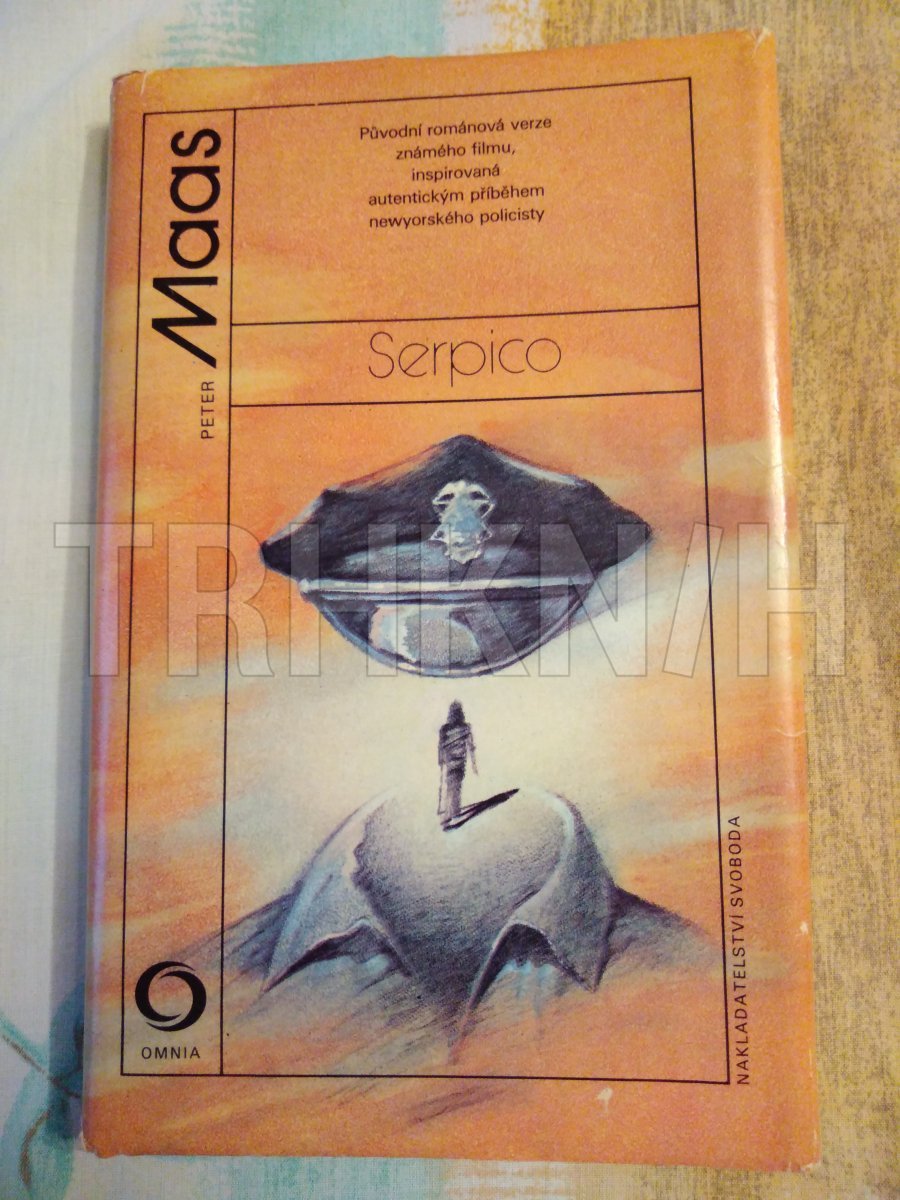 PETER Maas
Původní románová verze
známého filmu,
inspirovaná
autentickým příběhem
newyorského policisty
Serpico
TRHKNIH
OMNIA
NAKLADATELSTVÍ SVOBODA